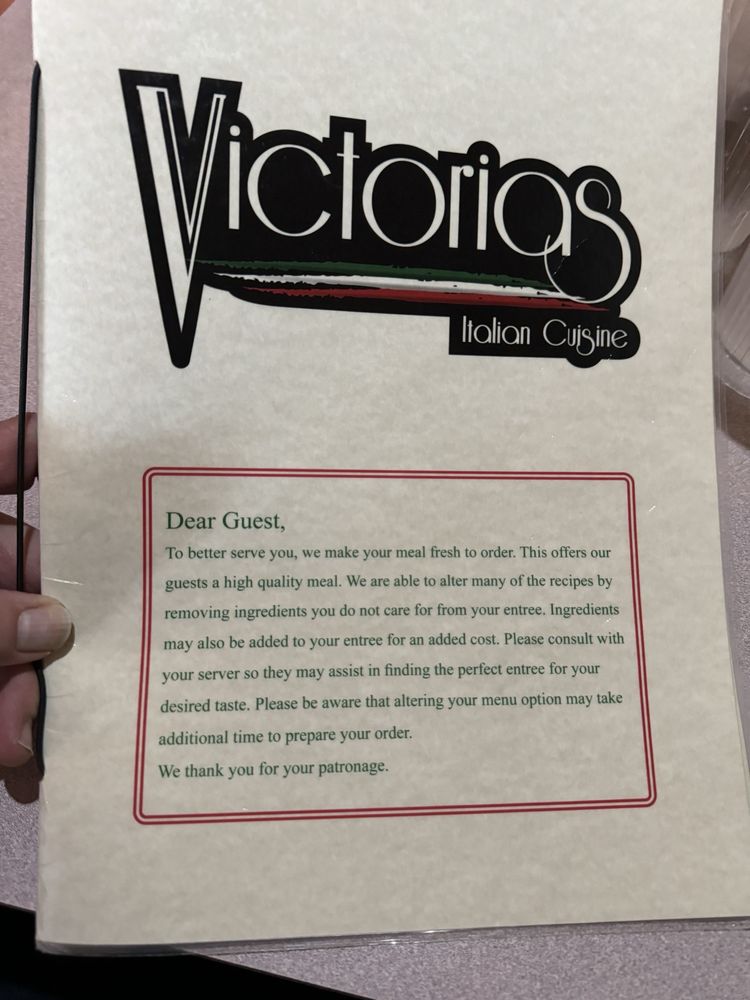 Victorias
Italian Cuisine
Dear Guest,
To better serve you, we make your meal fresh to order. This offers our
guests a high quality meal. We are able to alter many of the recipes by
removing ingredients you do not care for from your entree. Ingredients
may also be added to your entree for an added cost. Please consult with
your server so they may assist in finding the perfect entree for your
desired taste. Please be aware that altering your menu option may take
additional time to prepare your order.
We thank you for your patronage.